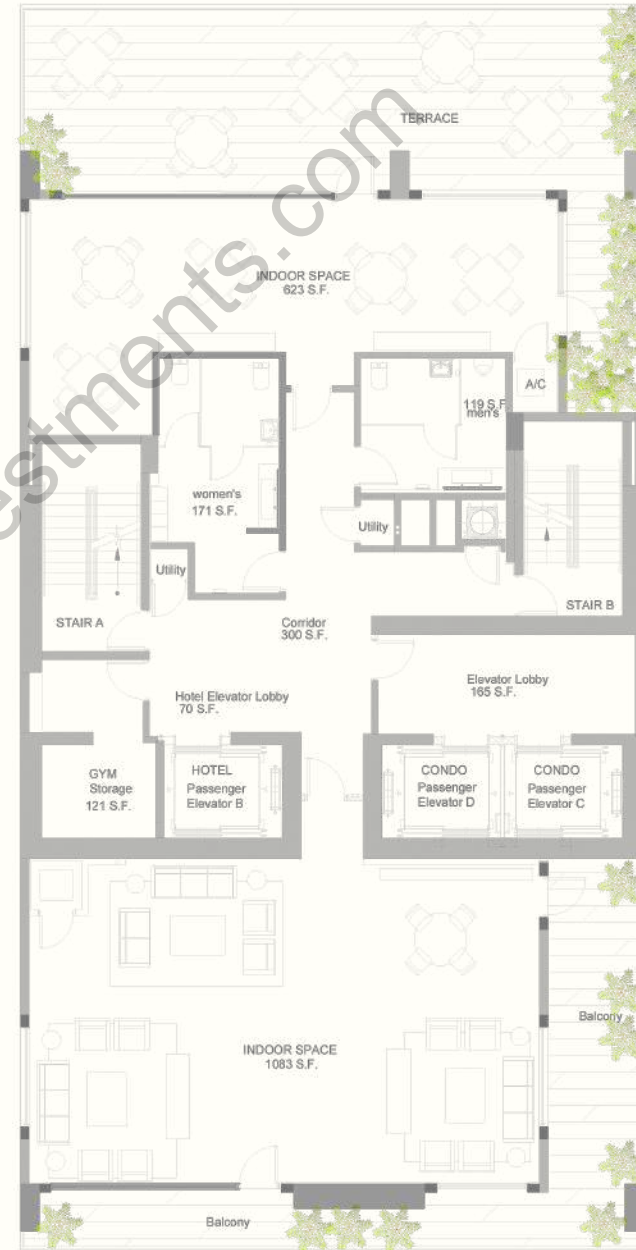 TERRACE
INDOOR SPACE
623 S.F.
A/C
119 S.F.
men's
women's
171 S.F.
Utility
Utility
STAIR A
STAIR B
Corridor
300 S.F.
Hotel Elevator Lobby
70 S.F.
Elevator Lobby
165 S.F.
GYM
Storage
121 S.F.
HOTEL
Passenger
Elevator B
CONDO
Passenger
Elevator D
CONDO
Passenger
Elevator C
INDOOR SPACE
1083 S.F.
Balcony
Balcony
estments.com